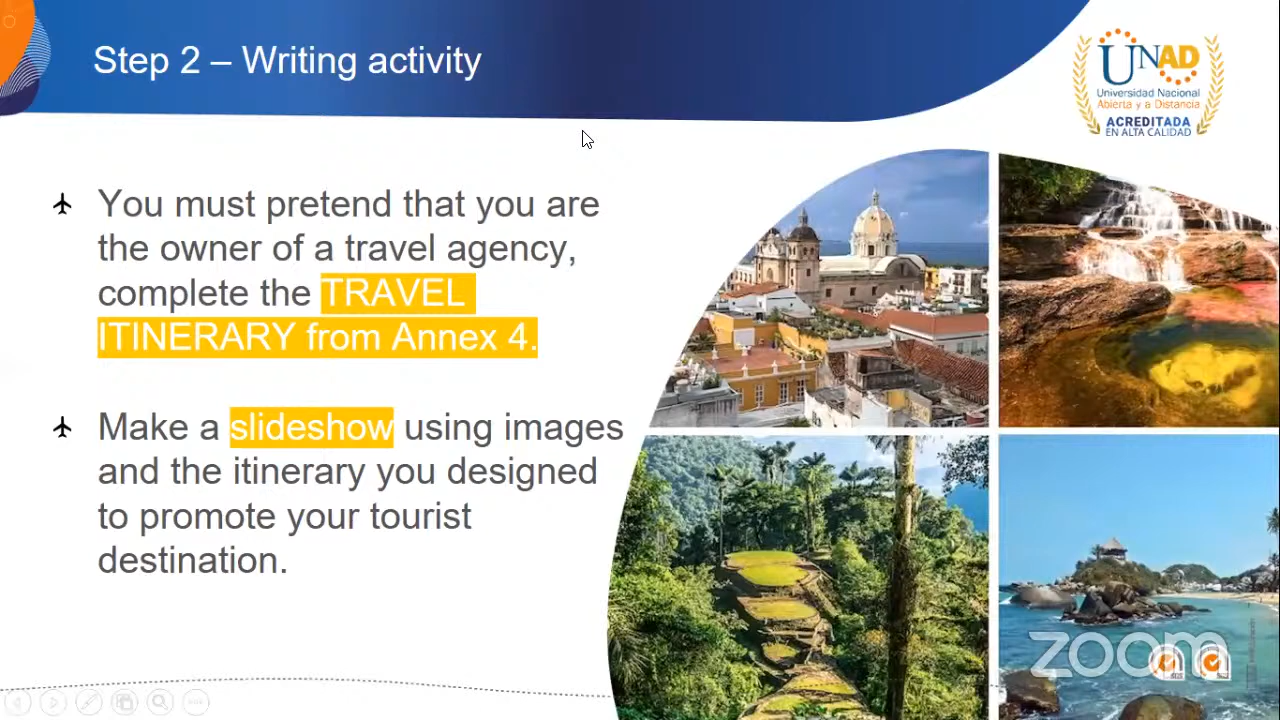 Step 2 – Writing activity
UNAD
Universidad Nacional
Abierta y a Distancia
ACREDITADA
EN ALTA CALIDAD
You must pretend that you are
the owner of a travel agency,
complete the TRAVEL
ITINERARY from Annex 4.
Make a slideshow using images
and the itinerary you designed
to promote your tourist
destination.
zoom